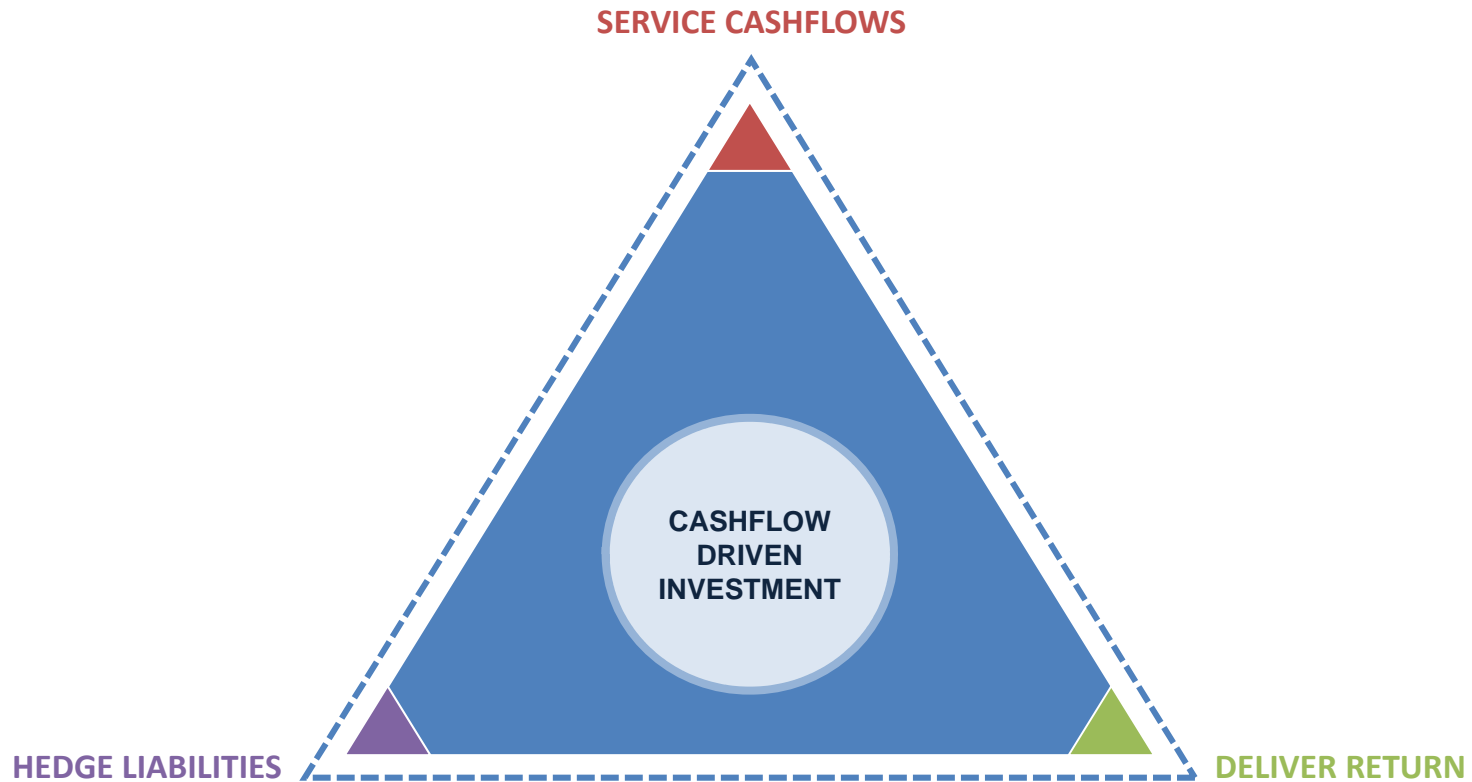 SERVICE CASHFLOWS
CASHFLOW
DRIVEN
INVESTMENT
HEDGE LIABILITIES
DELIVER RETURN